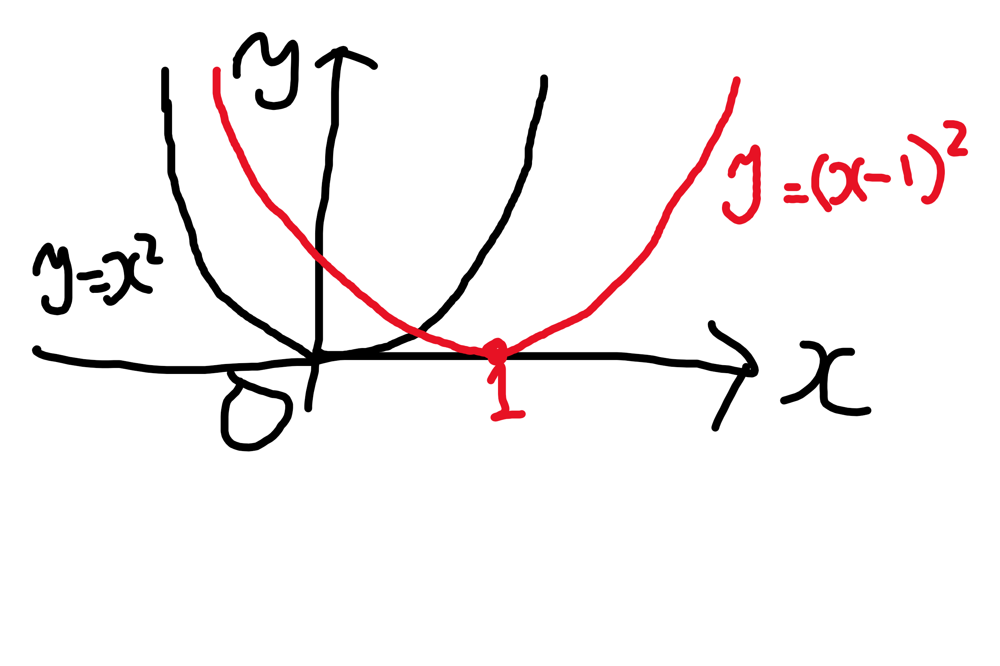 y
y=(x-1)²
y=x²
x
0
1